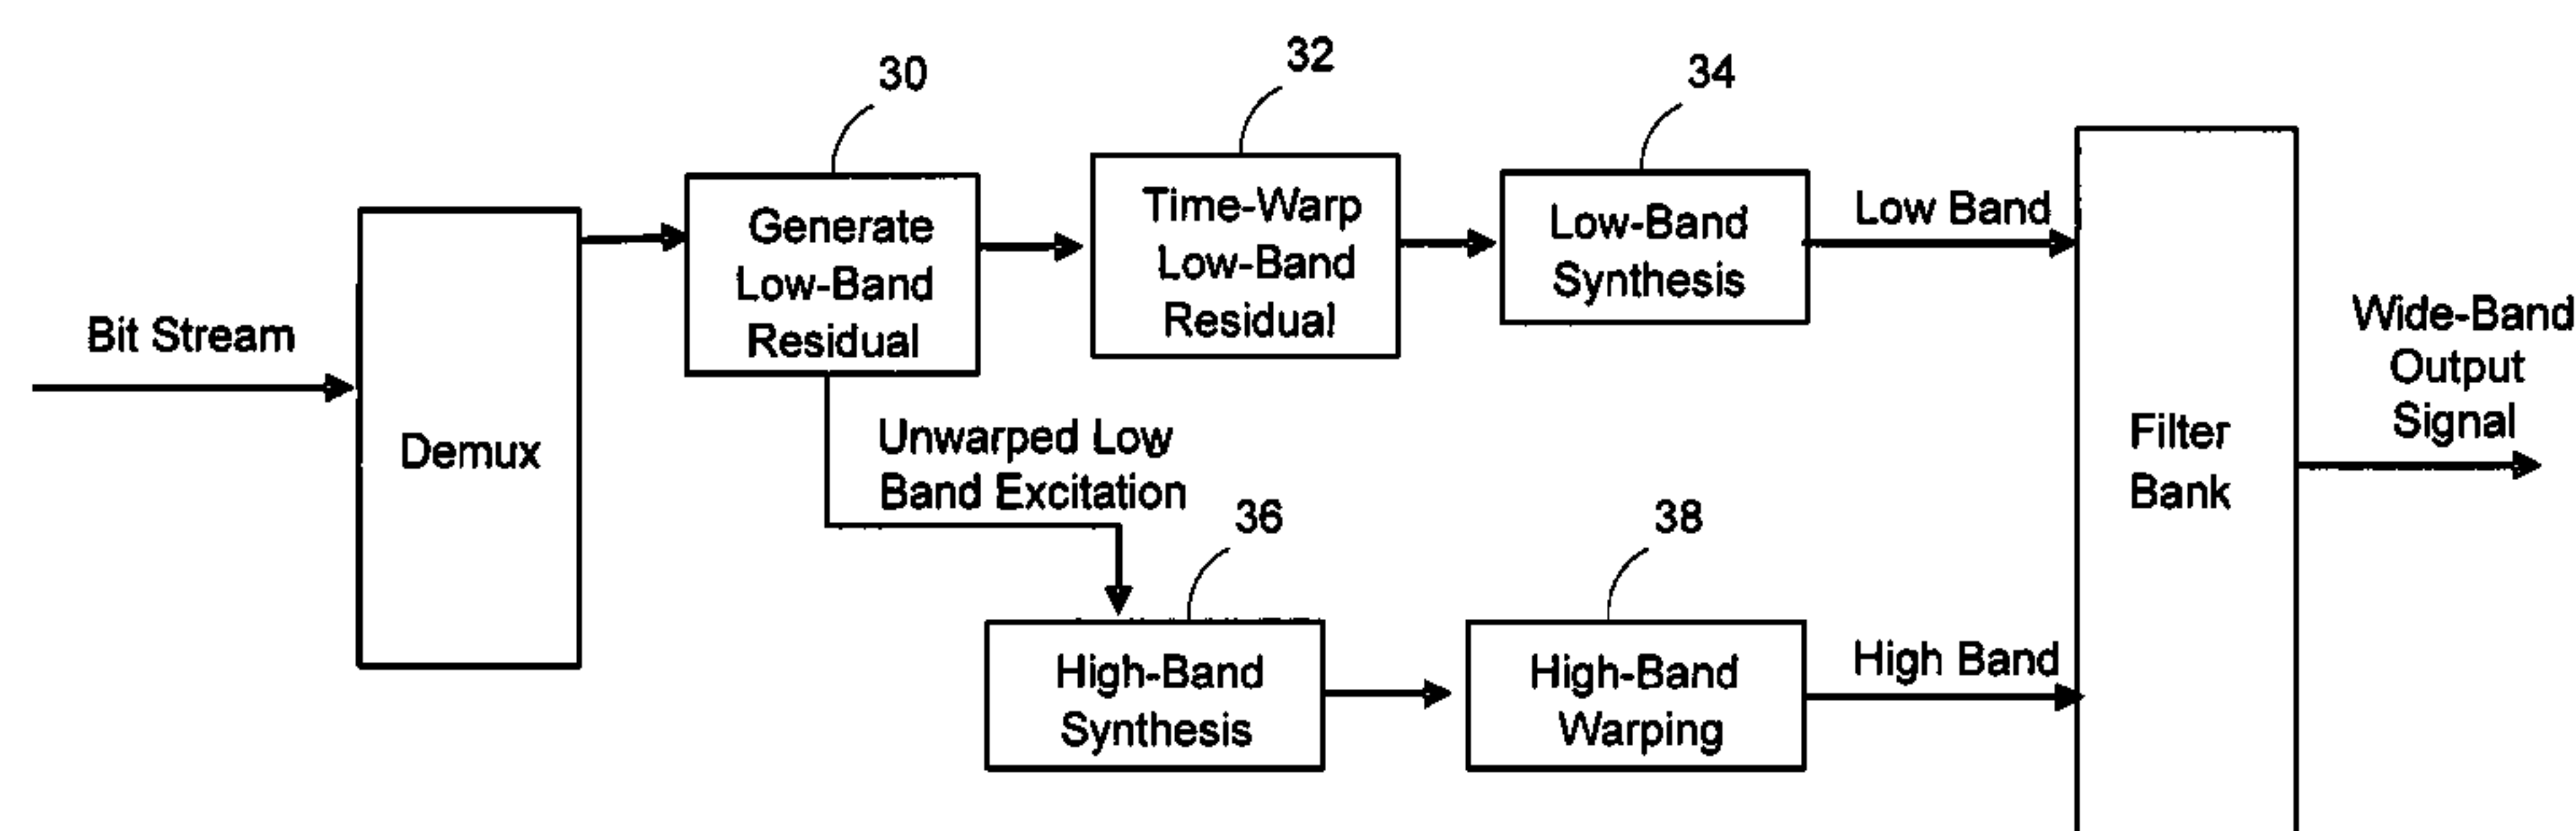 30
32
34
Generate
Low-Band
Residual
Time-Warp
Low-Band
Residual
Low-Band
Synthesis
Low Band
Bit Stream
Demux
Unwarped Low
Band Excitation
Filter
Bank
Wide-Band
Output
Signal
36
38
High-Band
Synthesis
High-Band
Warping
High Band